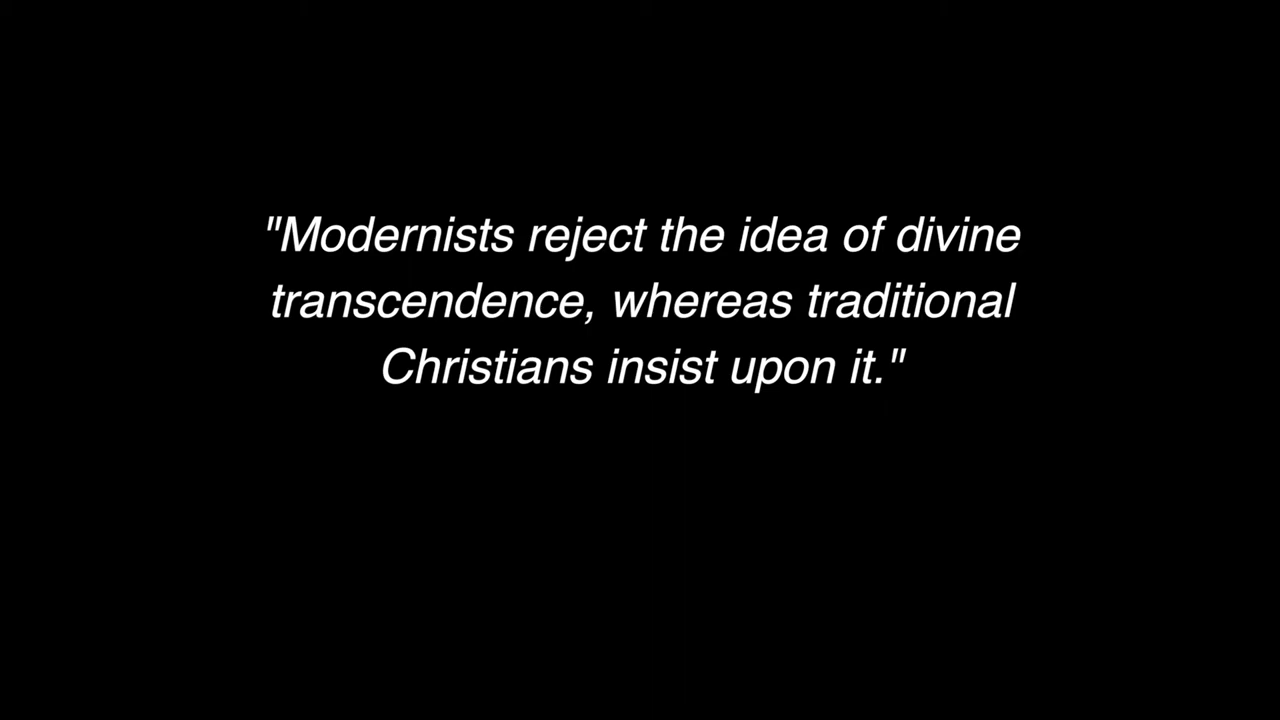 "Modernists reject the idea of divine
transcendence, whereas traditional
Christians insist upon it."